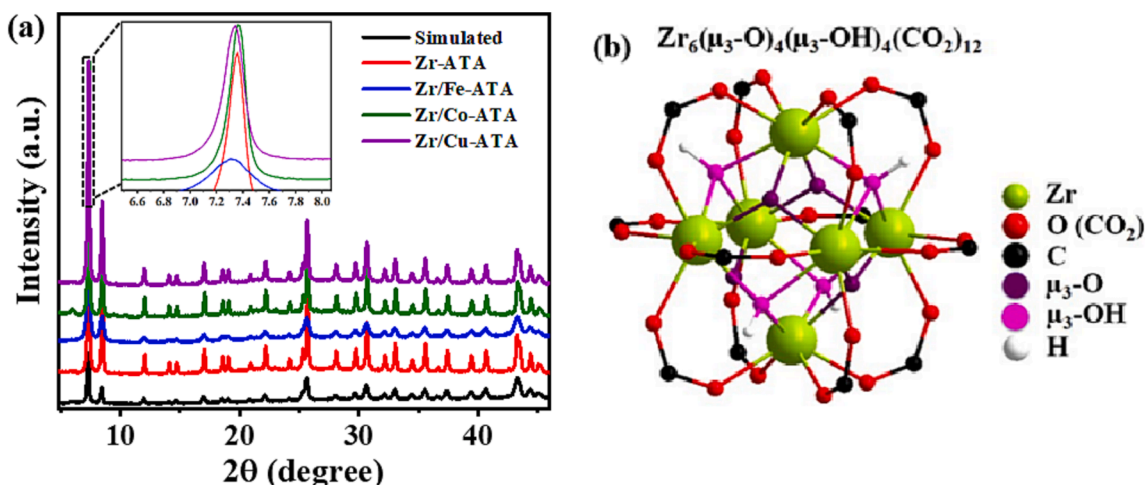 (a)
Simulated
Zr-ATA
Zr/Fe-ATA
Zr/Co-ATA
Zr/Cu-ATA
6.6 6.8 7.0 7.2 7.4 7.6 7.8 8.0
Intensity (a.u.)
10 20 30 40
2θ (degree)
(b)
Zr₆(μ₃-O)₄(μ₃-OH)₄(CO₂)₁₂
Zr
O (CO₂)
C
μ₃-O
μ₃-OH
H